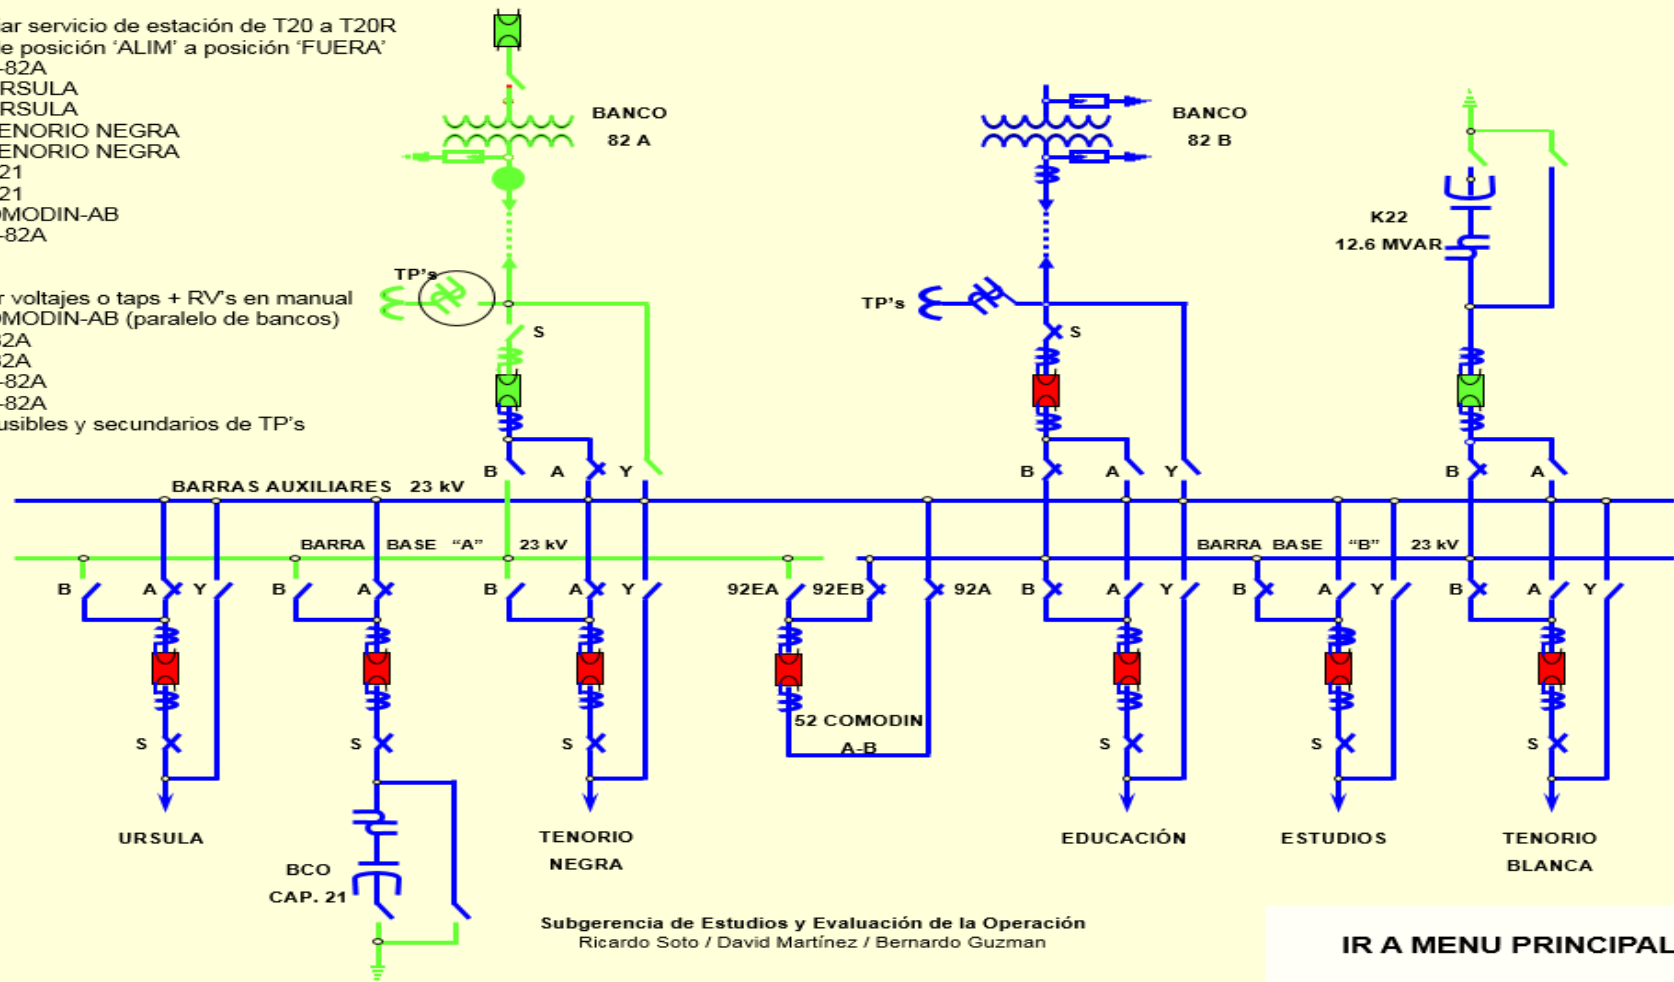 ar servicio de estación de T20 a T20R
e posición ‘ALIM’ a posición ‘FUERA’
-82A
RSULA
RSULA
ENORIO NEGRA
ENORIO NEGRA
21
21
OMODIN-AB
-82A
r voltajes o taps + RV's en manual
OMODIN-AB (paralelo de bancos)
82A
82A
-82A
-82A
usibles y secundarios de TP's
BANCO
82 A
BANCO
82 B
K22
12.6 MVAR
TP's
TP's
S
S
B A Y
B A Y
B A
BARRAS AUXILIARES 23 kV
BARRA BASE “A” 23 kV
BARRA BASE “B” 23 kV
B A Y
B A
B A Y
92EA 92EB 92A
B A Y
B A Y
B A Y
S
S
S
52 COMODIN
A-B
S
S
S
URSULA
BCO
CAP. 21
TENORIO
NEGRA
EDUCACIÓN
ESTUDIOS
TENORIO
BLANCA
Subgerencia de Estudios y Evaluación de la Operación
Ricardo Soto / David Martínez / Bernardo Guzman
IR A MENU PRINCIPAL